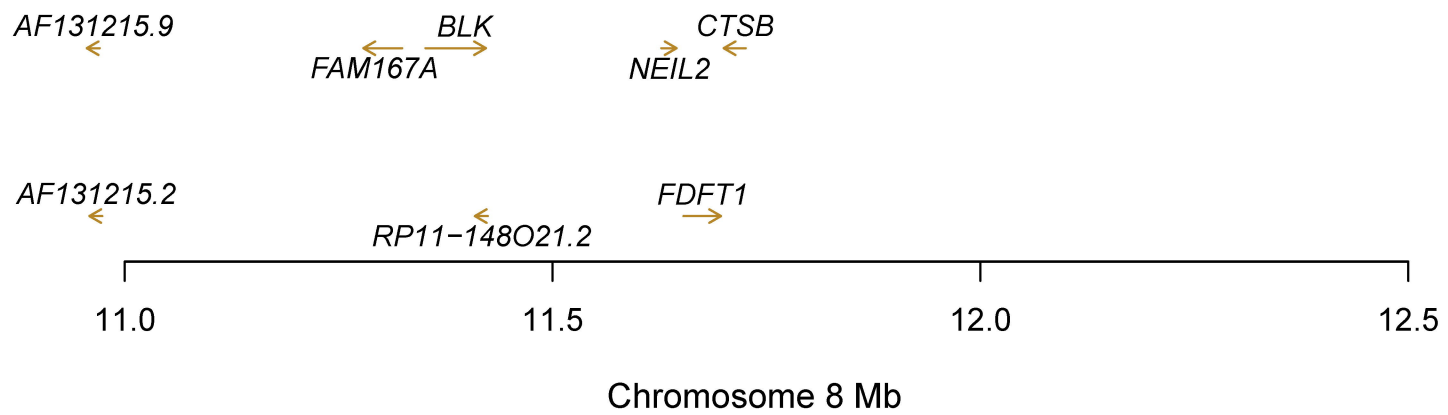 AF131215.9
BLK
CTSB
FAM167A
NEIL2
AF131215.2
FDFT1
RP11−148O21.2
11.0
11.5
12.0
12.5
Chromosome 8 Mb